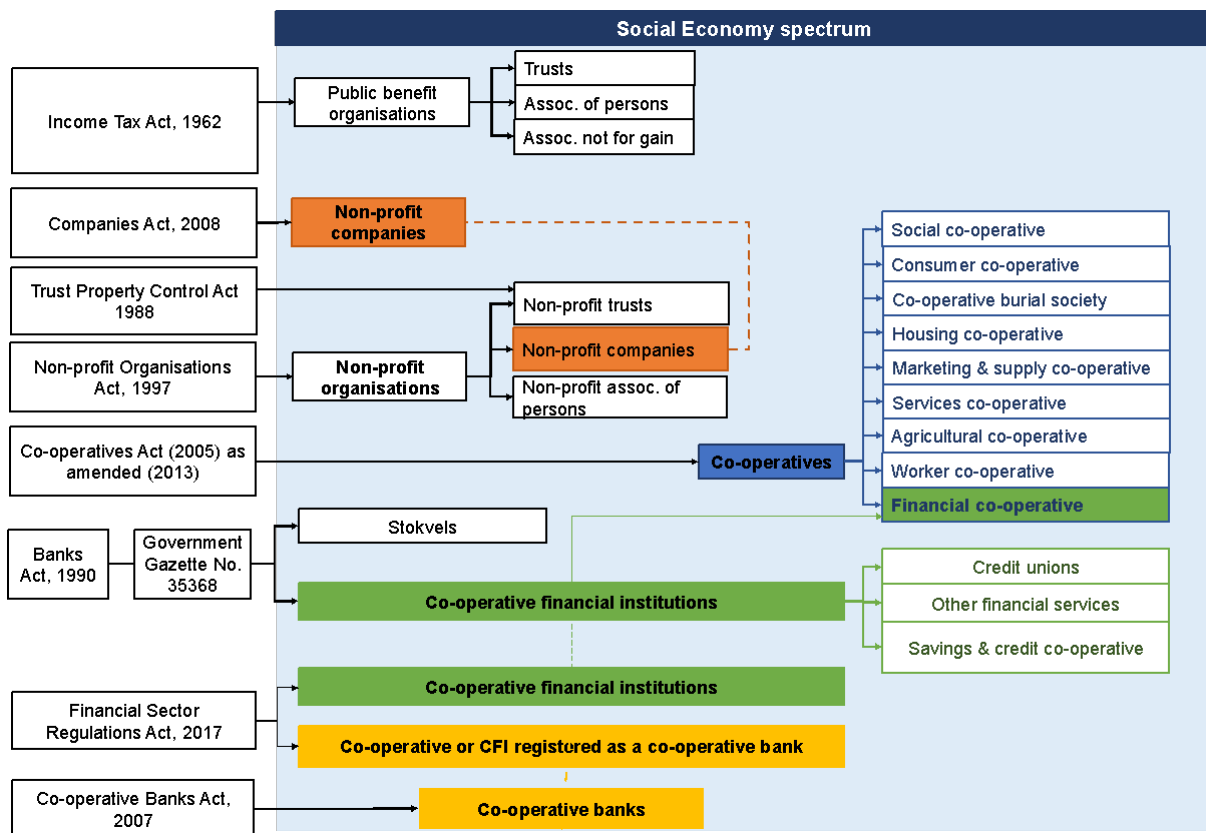 Social Economy spectrum
Income Tax Act, 1962
Public benefit
organisations
Trusts
Assoc. of persons
Assoc. not for gain
Companies Act, 2008
Non-profit
companies
Trust Property Control Act
1988
Non-profit trusts
Non-profit Organisations
Act, 1997
Non-profit
organisations
Non-profit companies
Non-profit assoc. of
persons
Co-operatives Act (2005) as
amended (2013)
Co-operatives
Social co-operative
Consumer co-operative
Co-operative burial society
Housing co-operative
Marketing & supply co-operative
Services co-operative
Agricultural co-operative
Worker co-operative
Financial co-operative
Banks
Act, 1990
Government
Gazette No.
35368
Stokvels
Co-operative financial institutions
Credit unions
Other financial services
Savings & credit co-operative
Financial Sector
Regulations Act, 2017
Co-operative financial institutions
Co-operative or CFI registered as a co-operative bank
Co-operative Banks Act,
2007
Co-operative banks